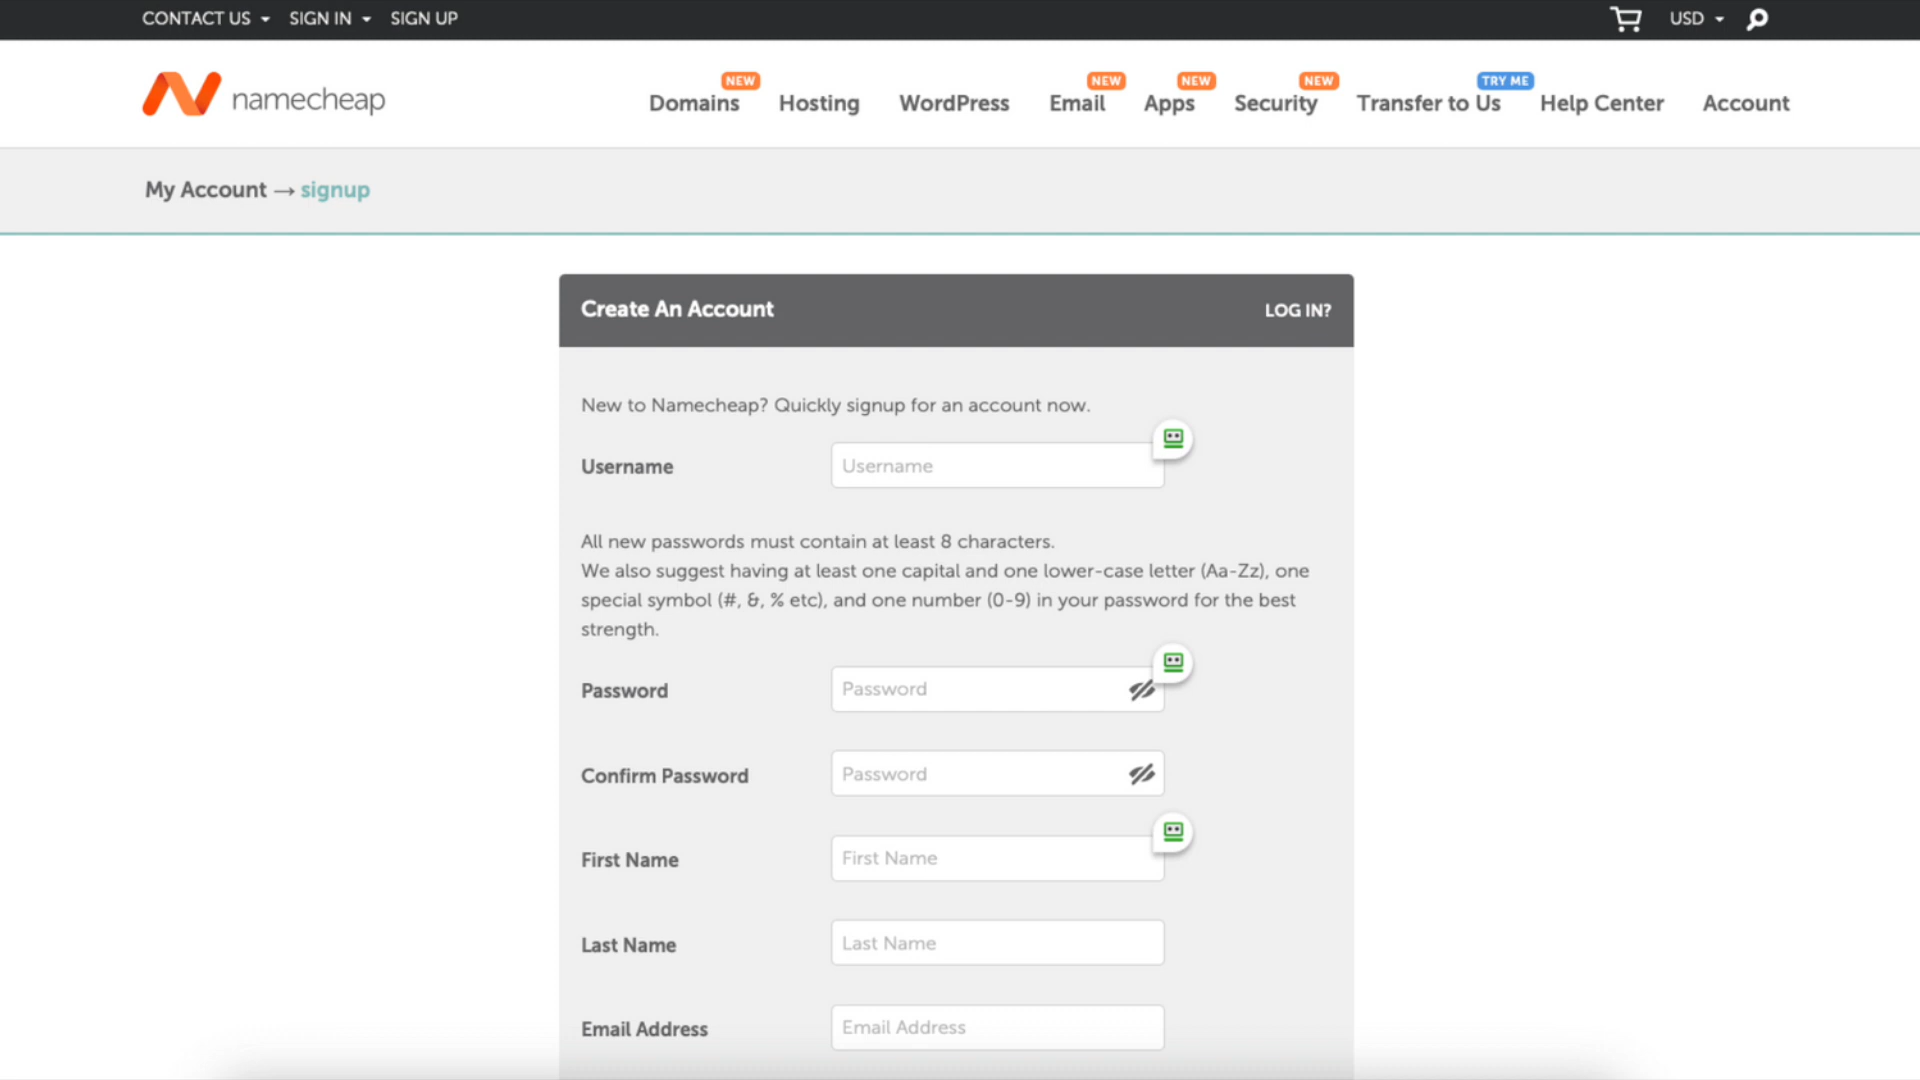 CONTACT US SIGN IN SIGN UP USD
namecheap
NEW NEW NEW NEW TRY ME
Domains Hosting WordPress Email Apps Security Transfer to Us Help Center Account
My Account → signup
Create An Account LOG IN?
New to Namecheap? Quickly signup for an account now.
Username Username
All new passwords must contain at least 8 characters.
We also suggest having at least one capital and one lower-case letter (Aa-Zz), one
special symbol (#, &, % etc), and one number (0-9) in your password for the best
strength.
Password Password
Confirm Password Password
First Name First Name
Last Name Last Name
Email Address Email Address